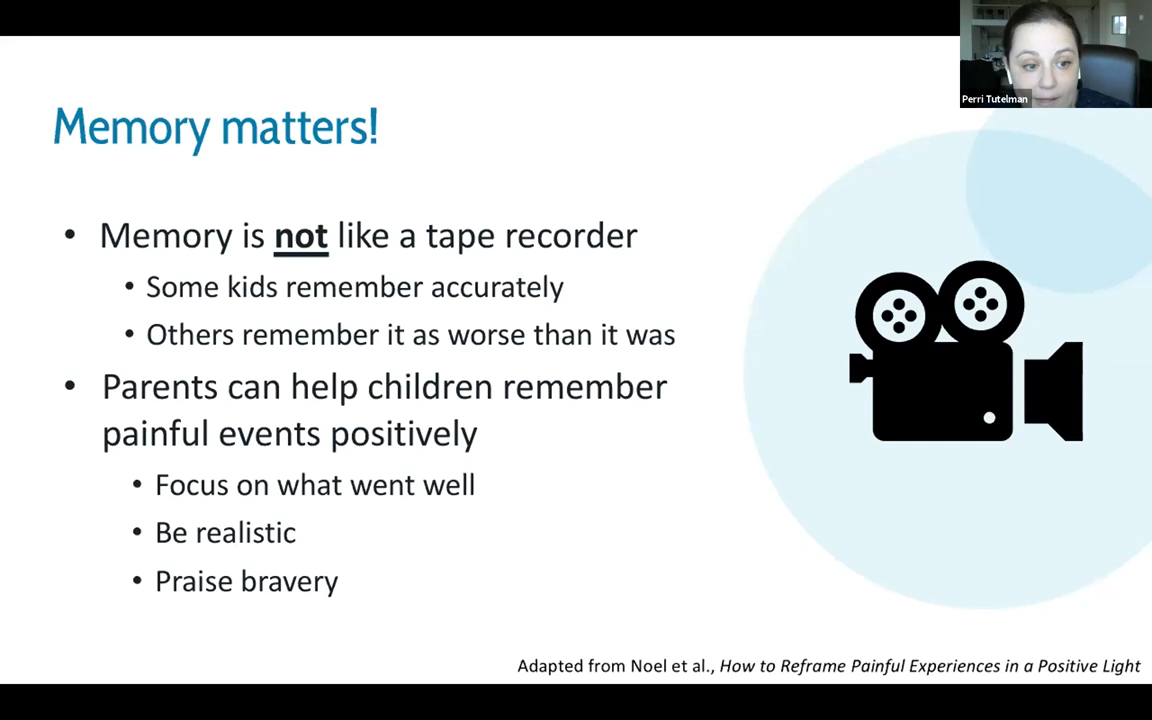 Perri Tutelman
Memory matters!
• Memory is not like a tape recorder
• Some kids remember accurately
• Others remember it as worse than it was
• Parents can help children remember
painful events positively
• Focus on what went well
• Be realistic
• Praise bravery
Adapted from Noel et al., How to Reframe Painful Experiences in a Positive Light